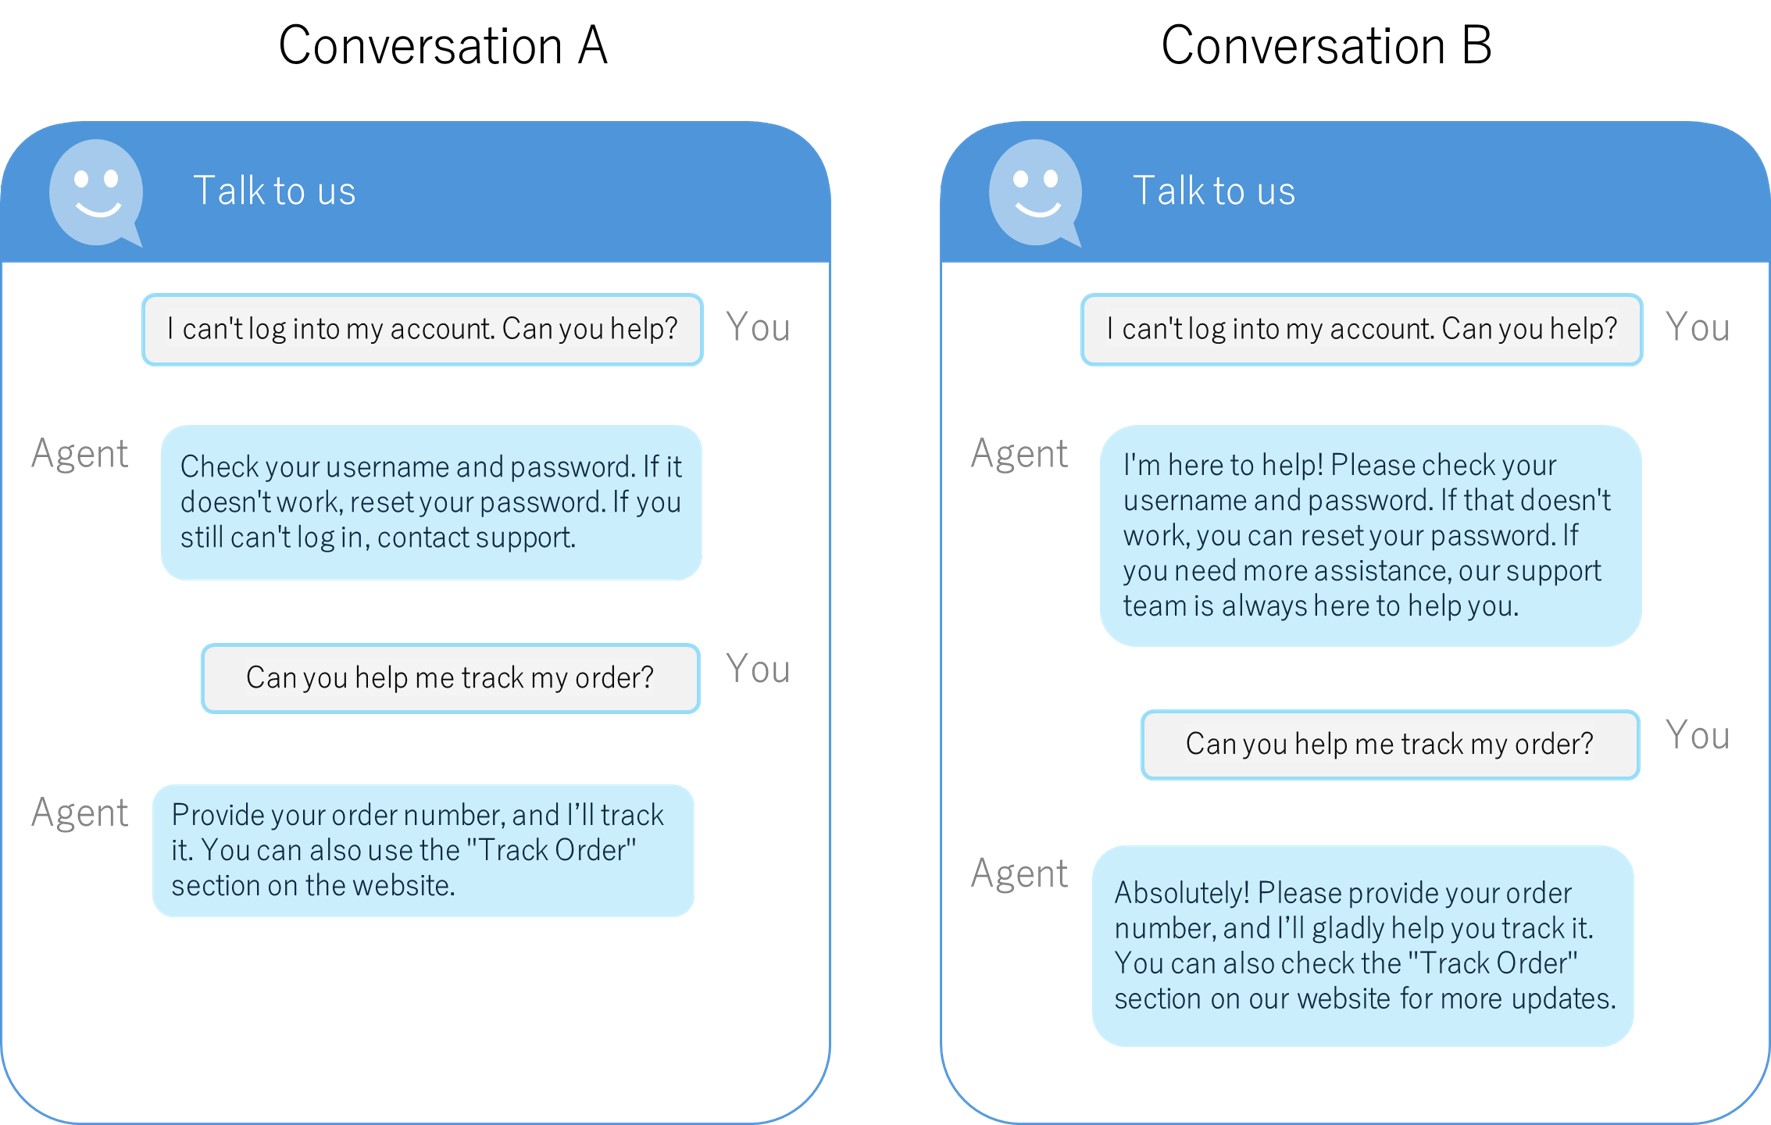 Conversation A
Talk to us
I can't log into my account. Can you help?
You
Agent
Check your username and password. If it
doesn't work, reset your password. If you
still can't log in, contact support.
Can you help me track my order?
You
Agent
Provide your order number, and I’ll track
it. You can also use the "Track Order"
section on the website.
Conversation B
Talk to us
I can't log into my account. Can you help?
You
Agent
I'm here to help! Please check your
username and password. If that doesn't
work, you can reset your password. If
you need more assistance, our support
team is always here to help you.
Can you help me track my order?
You
Agent
Absolutely! Please provide your order
number, and I’ll gladly help you track it.
You can also check the "Track Order"
section on our website for more updates.